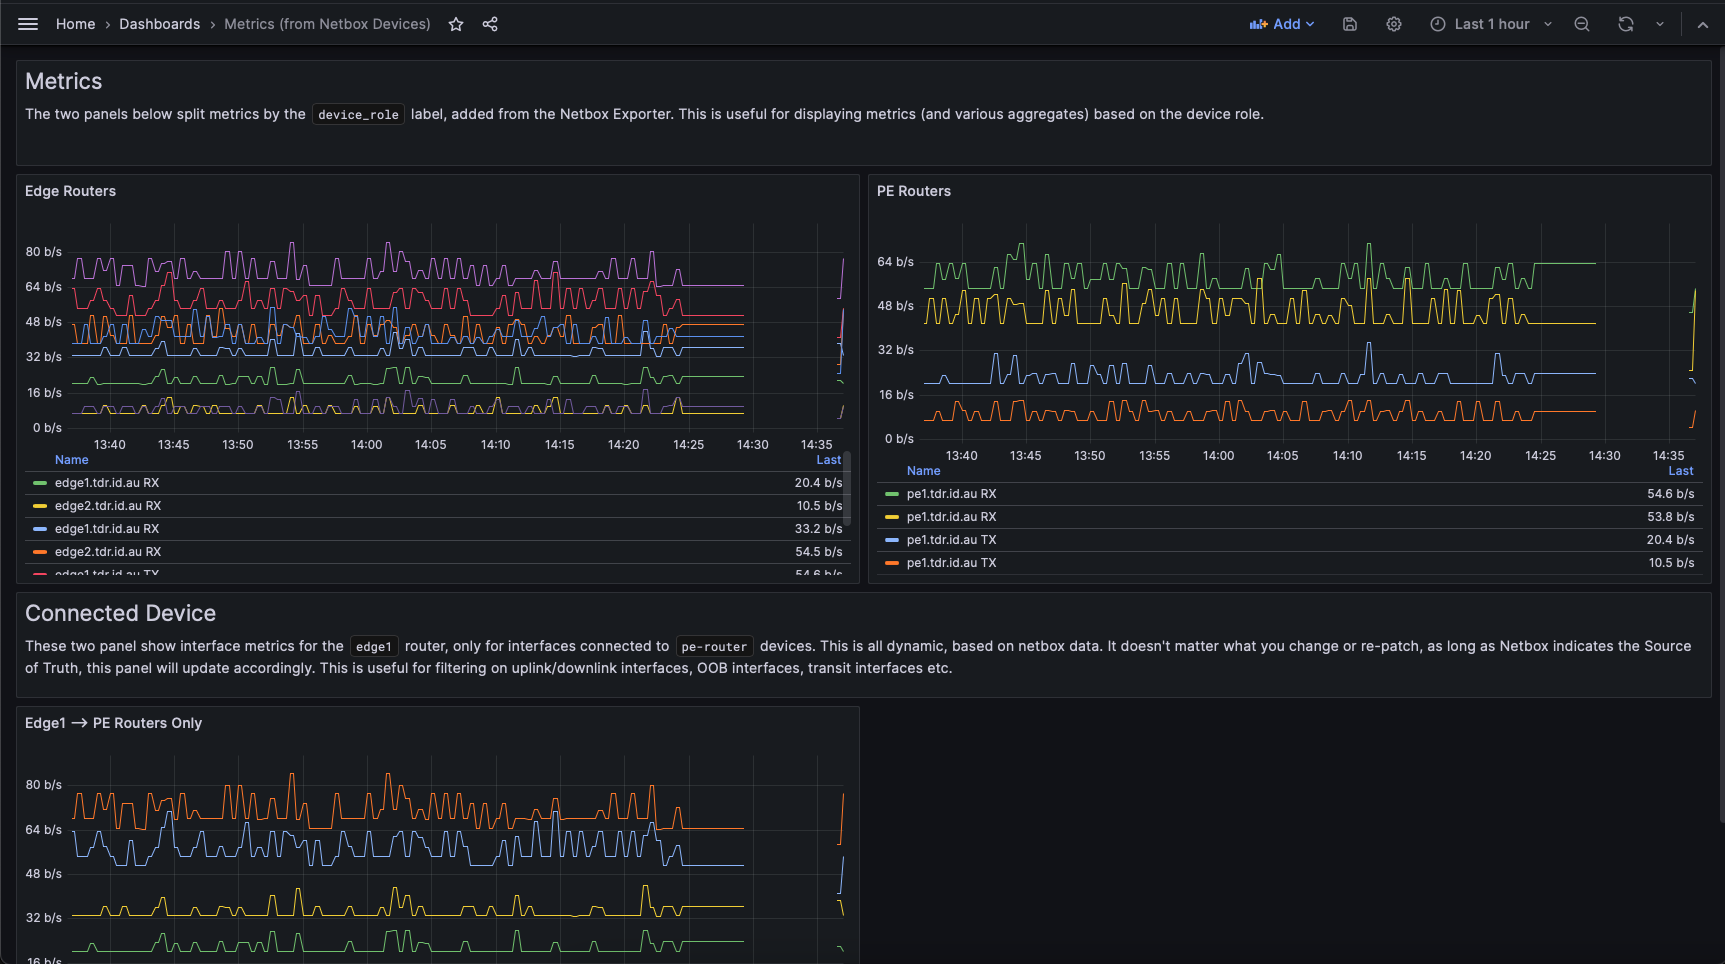 Home › Dashboards › Metrics (from Netbox Devices)
Add
Last 1 hour
Metrics
The two panels below split metrics by the device_role label, added from the Netbox Exporter. This is useful for displaying metrics (and various aggregates) based on the device role.
Edge Routers
80 b/s
64 b/s
48 b/s
32 b/s
16 b/s
0 b/s
13:40 13:45 13:50 13:55 14:00 14:05 14:10 14:15 14:20 14:25 14:30 14:35
Name Last
edge1.tdr.id.au RX 20.4 b/s
edge2.tdr.id.au RX 10.5 b/s
edge1.tdr.id.au RX 33.2 b/s
edge2.tdr.id.au RX 54.5 b/s
edge1.tdr.id.au TX 54.6 b/s
PE Routers
64 b/s
48 b/s
32 b/s
16 b/s
0 b/s
13:40 13:45 13:50 13:55 14:00 14:05 14:10 14:15 14:20 14:25 14:30 14:35
Name Last
pe1.tdr.id.au RX 54.6 b/s
pe1.tdr.id.au RX 53.8 b/s
pe1.tdr.id.au TX 20.4 b/s
pe1.tdr.id.au TX 10.5 b/s
Connected Device
These two panel show interface metrics for the edge1 router, only for interfaces connected to pe-router devices. This is all dynamic, based on netbox data. It doesn't matter what you change or re-patch, as long as Netbox indicates the Source
of Truth, this panel will update accordingly. This is useful for filtering on uplink/downlink interfaces, OOB interfaces, transit interfaces etc.
Edge1 → PE Routers Only
80 b/s
64 b/s
48 b/s
32 b/s
16 b/s